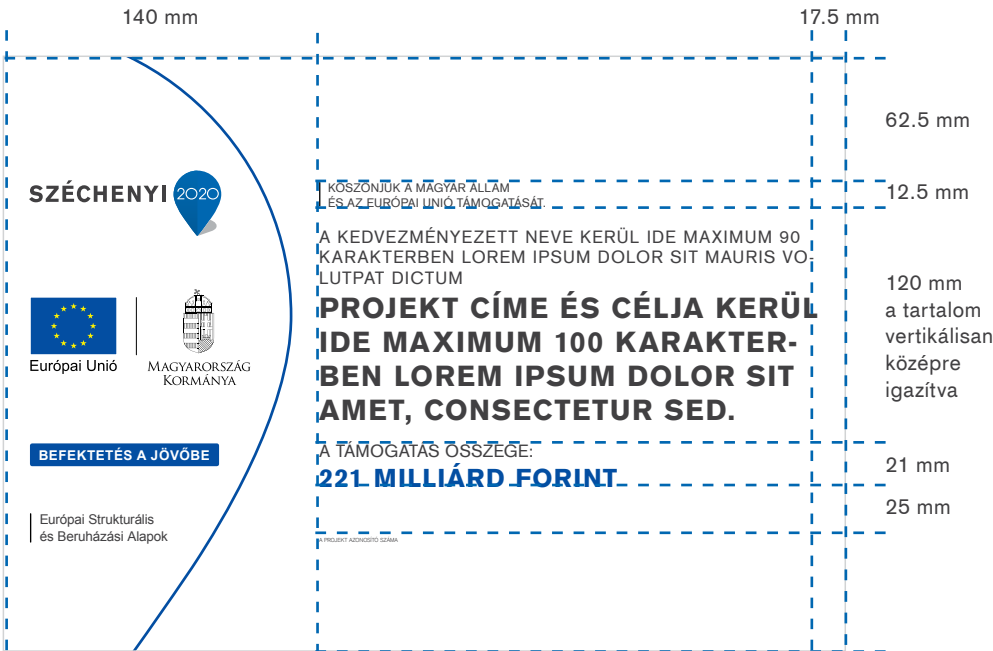 140 mm
17.5 mm
62.5 mm
SZÉCHENYI 2020
KÖSZÖNJÜK A MAGYAR ÁLLAM
ÉS AZ EURÓPAI UNIÓ TÁMOGATÁSÁT.
12.5 mm
A KEDVEZMÉNYEZETT NEVE KERÜL IDE MAXIMUM 90
KARAKTERBEN LOREM IPSUM DOLOR SIT MAURIS VO-
LUTPAT DICTUM
PROJEKT CÍME ÉS CÉLJA KERÜL
IDE MAXIMUM 100 KARAKTER-
BEN LOREM IPSUM DOLOR SIT
AMET, CONSECTETUR SED.
120 mm
a tartalom
vertikálisan
középre
igazítva
Európai Unió
MAGYARORSZÁG
KORMÁNYA
BEFEKTETÉS A JÖVŐBE
A TÁMOGATÁS ÖSSZEGE:
221 MILLIÁRD FORINT
21 mm
25 mm
Európai Strukturális
és Beruházási Alapok
A PROJEKT AZONOSÍTÓ SZÁMA